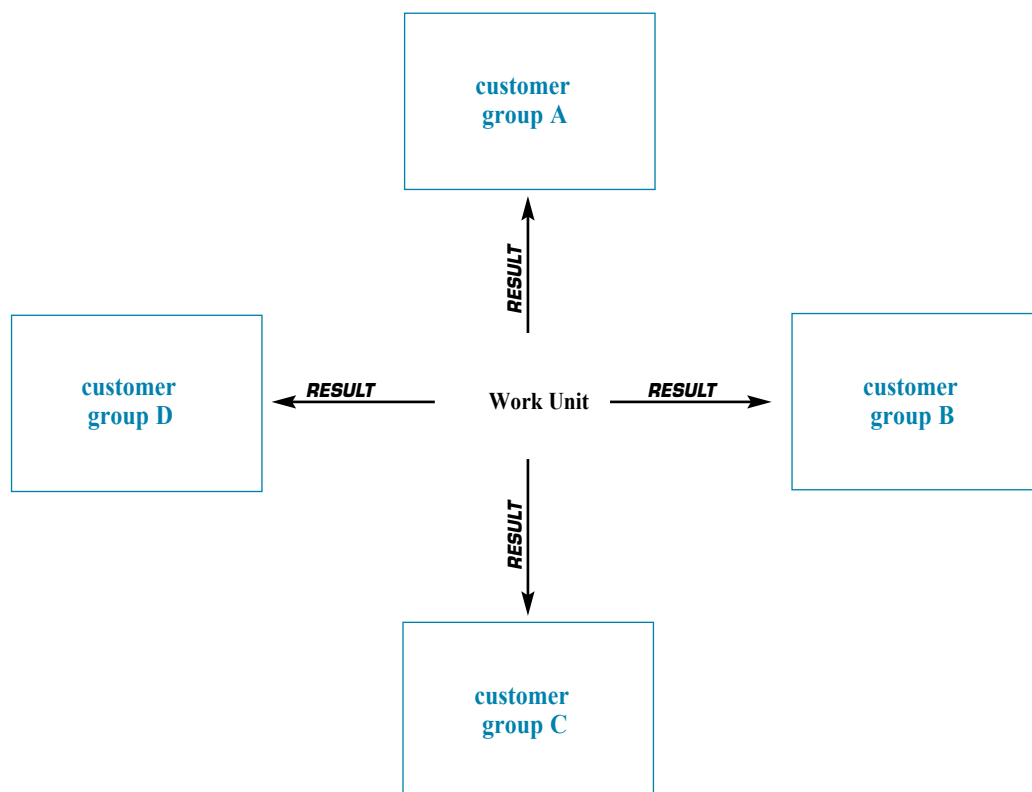 customer
group A
RESULT
customer
group D
RESULT
Work Unit
RESULT
customer
group B
RESULT
customer
group C